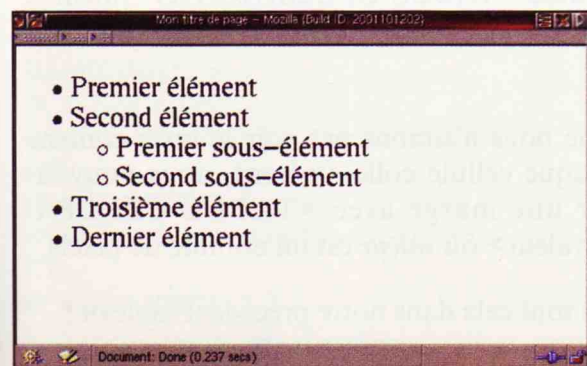 Mon titre de page – Mozilla {Build ID: 2001101202}
• Premier élément
• Second élément
○ Premier sous–élément
○ Second sous–élément
• Troisième élément
• Dernier élément
Document: Done (0.237 secs)